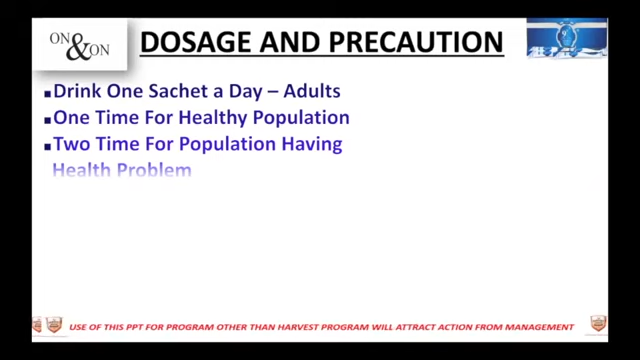 ON
&
ON
DOSAGE AND PRECAUTION
Drink One Sachet a Day – Adults
One Time For Healthy Population
Two Time For Population Having
Health Problem
USE OF THIS PPT FOR PROGRAM OTHER THAN HARVEST PROGRAM WILL ATTRACT ACTION FROM MANAGEMENT